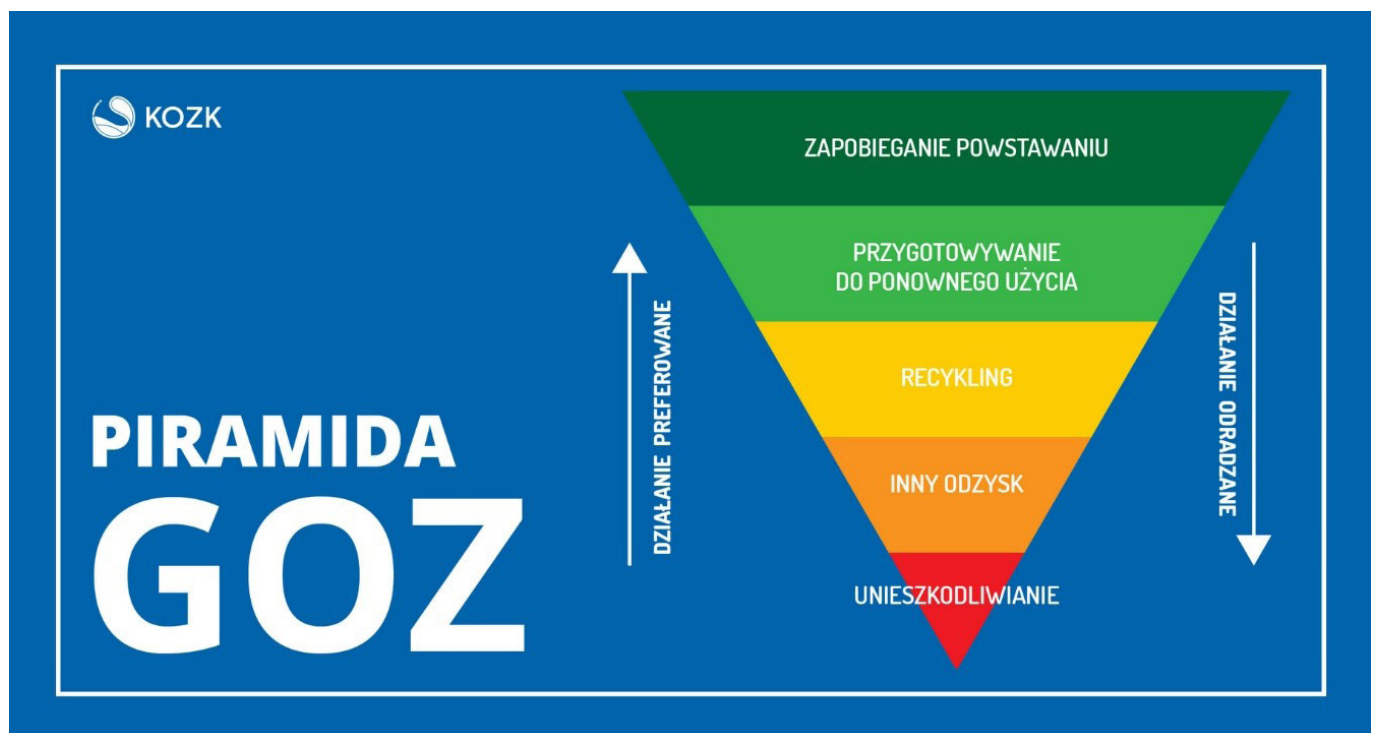 KOZK
PIRAMIDA
GOZ
DZIAŁANIE PREFEROWANE
ZAPOBIEGANIE POWSTAWANIU
PRZYGOTOWYWANIE
DO PONOWNEGO UŻYCIA
RECYKLING
INNY ODZYSK
UNIESZKODLIWIANIE
DZIAŁANIE ODRADZANE